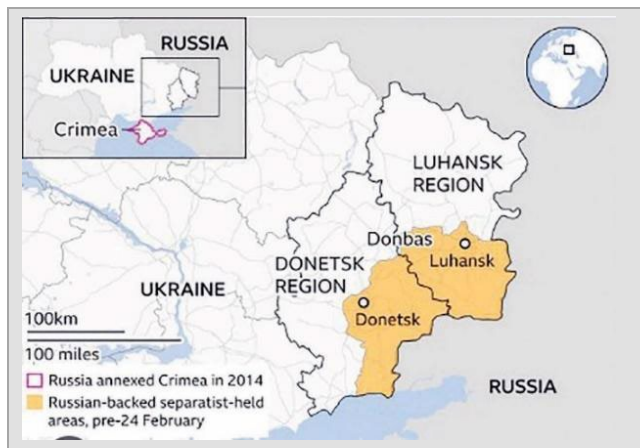 RUSSIA
UKRAINE
Crimea
LUHANSK
REGION
Donbas
Luhansk
DONETSK
REGION
UKRAINE
Donetsk
100km
100 miles
RUSSIA
Russia annexed Crimea in 2014
Russian-backed separatist-held
areas, pre-24 February